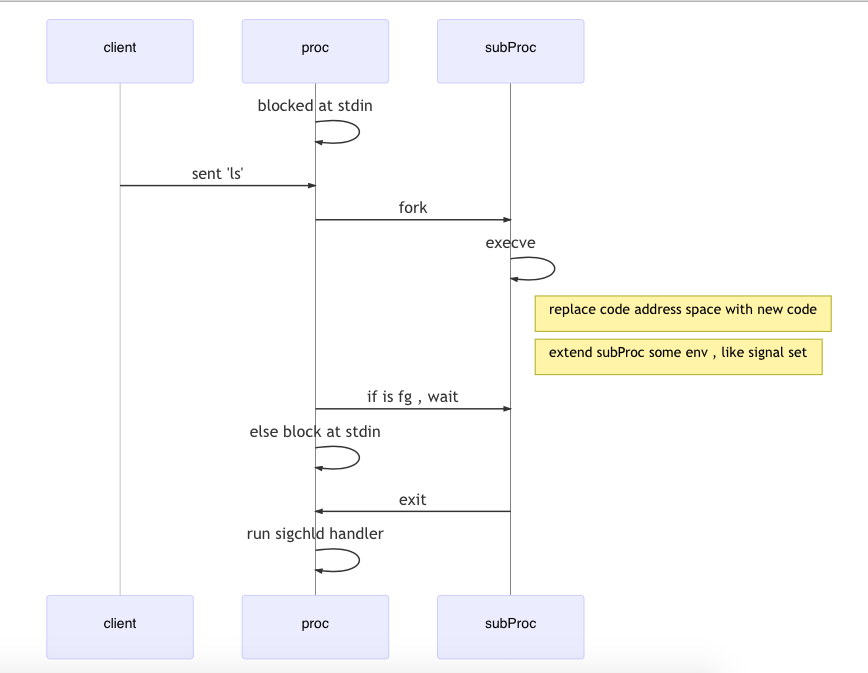 client proc subProc
blocked at stdin
sent 'ls'
fork
execve
replace code address space with new code
extend subProc some env , like signal set
if is fg , wait
else block at stdin
exit
run sigchld handler
client proc subProc